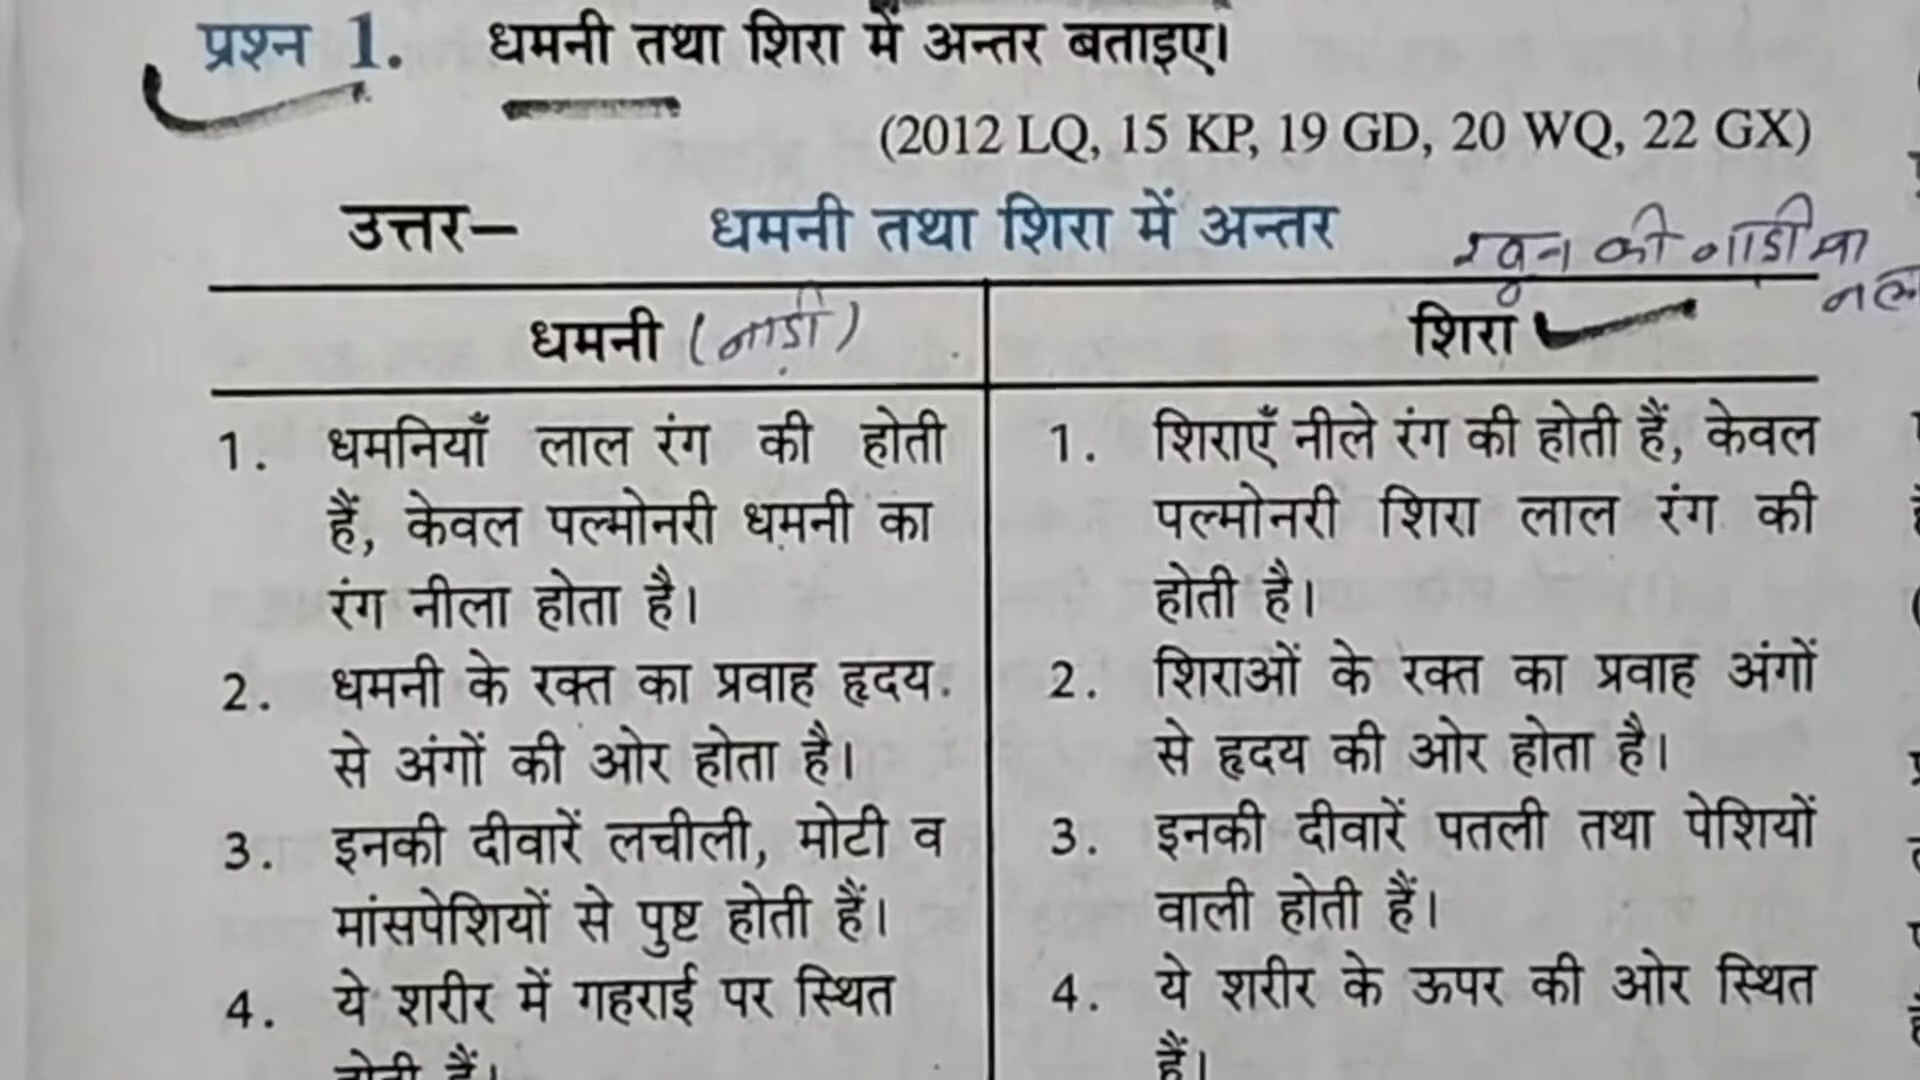 प्रश्न 1. धमनी तथा शिरा में अन्तर बताइए।
(2012 LQ, 15 KP, 19 GD, 20 WQ, 22 GX)
उत्तर– धमनी तथा शिरा में अन्तर
खून की नाडी या
धमनी (नाडी)
शिरा
1. धमनियाँ लाल रंग की होती
हैं, केवल पल्मोनरी धमनी का
रंग नीला होता है।
2. धमनी के रक्त का प्रवाह हृदय
से अंगों की ओर होता है।
3. इनकी दीवारें लचीली, मोटी व
मांसपेशियों से पुष्ट होती हैं।
4. ये शरीर में गहराई पर स्थित
होती हैं।
1. शिराएँ नीले रंग की होती हैं, केवल
पल्मोनरी शिरा लाल रंग की
होती है।
2. शिराओं के रक्त का प्रवाह अंगों
से हृदय की ओर होता है।
3. इनकी दीवारें पतली तथा पेशियों
वाली होती हैं।
4. ये शरीर के ऊपर की ओर स्थित
हैं।